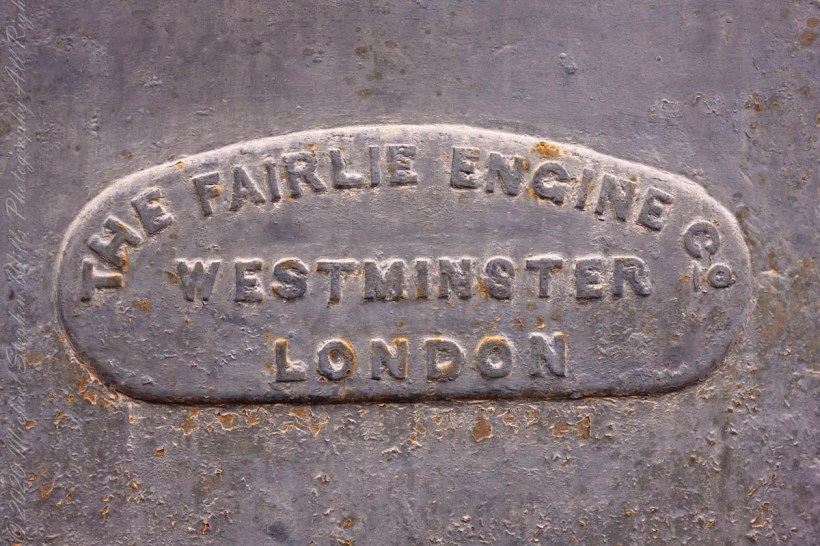 THE FAIRLIE ENGINE Co
WESTMINSTER
LONDON